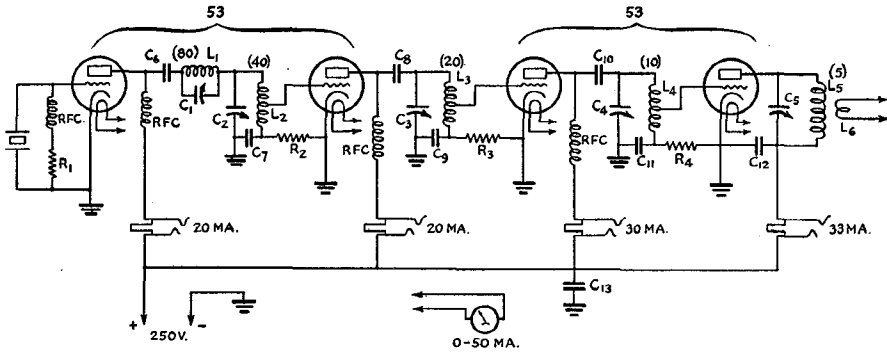 53 53
C6 (80) L1
C8 (20) L3
C10 (10) L4
(5) L5
(40) L2
C1 C2 C3 C4 C5 L6
RFC. RFC RFC RFC
R1 C7 R2 C9 R3 C11 R4 C12
20 MA. 20 MA. 30 MA. 33 MA.
C13
+ 250V. -
0-50 MA.